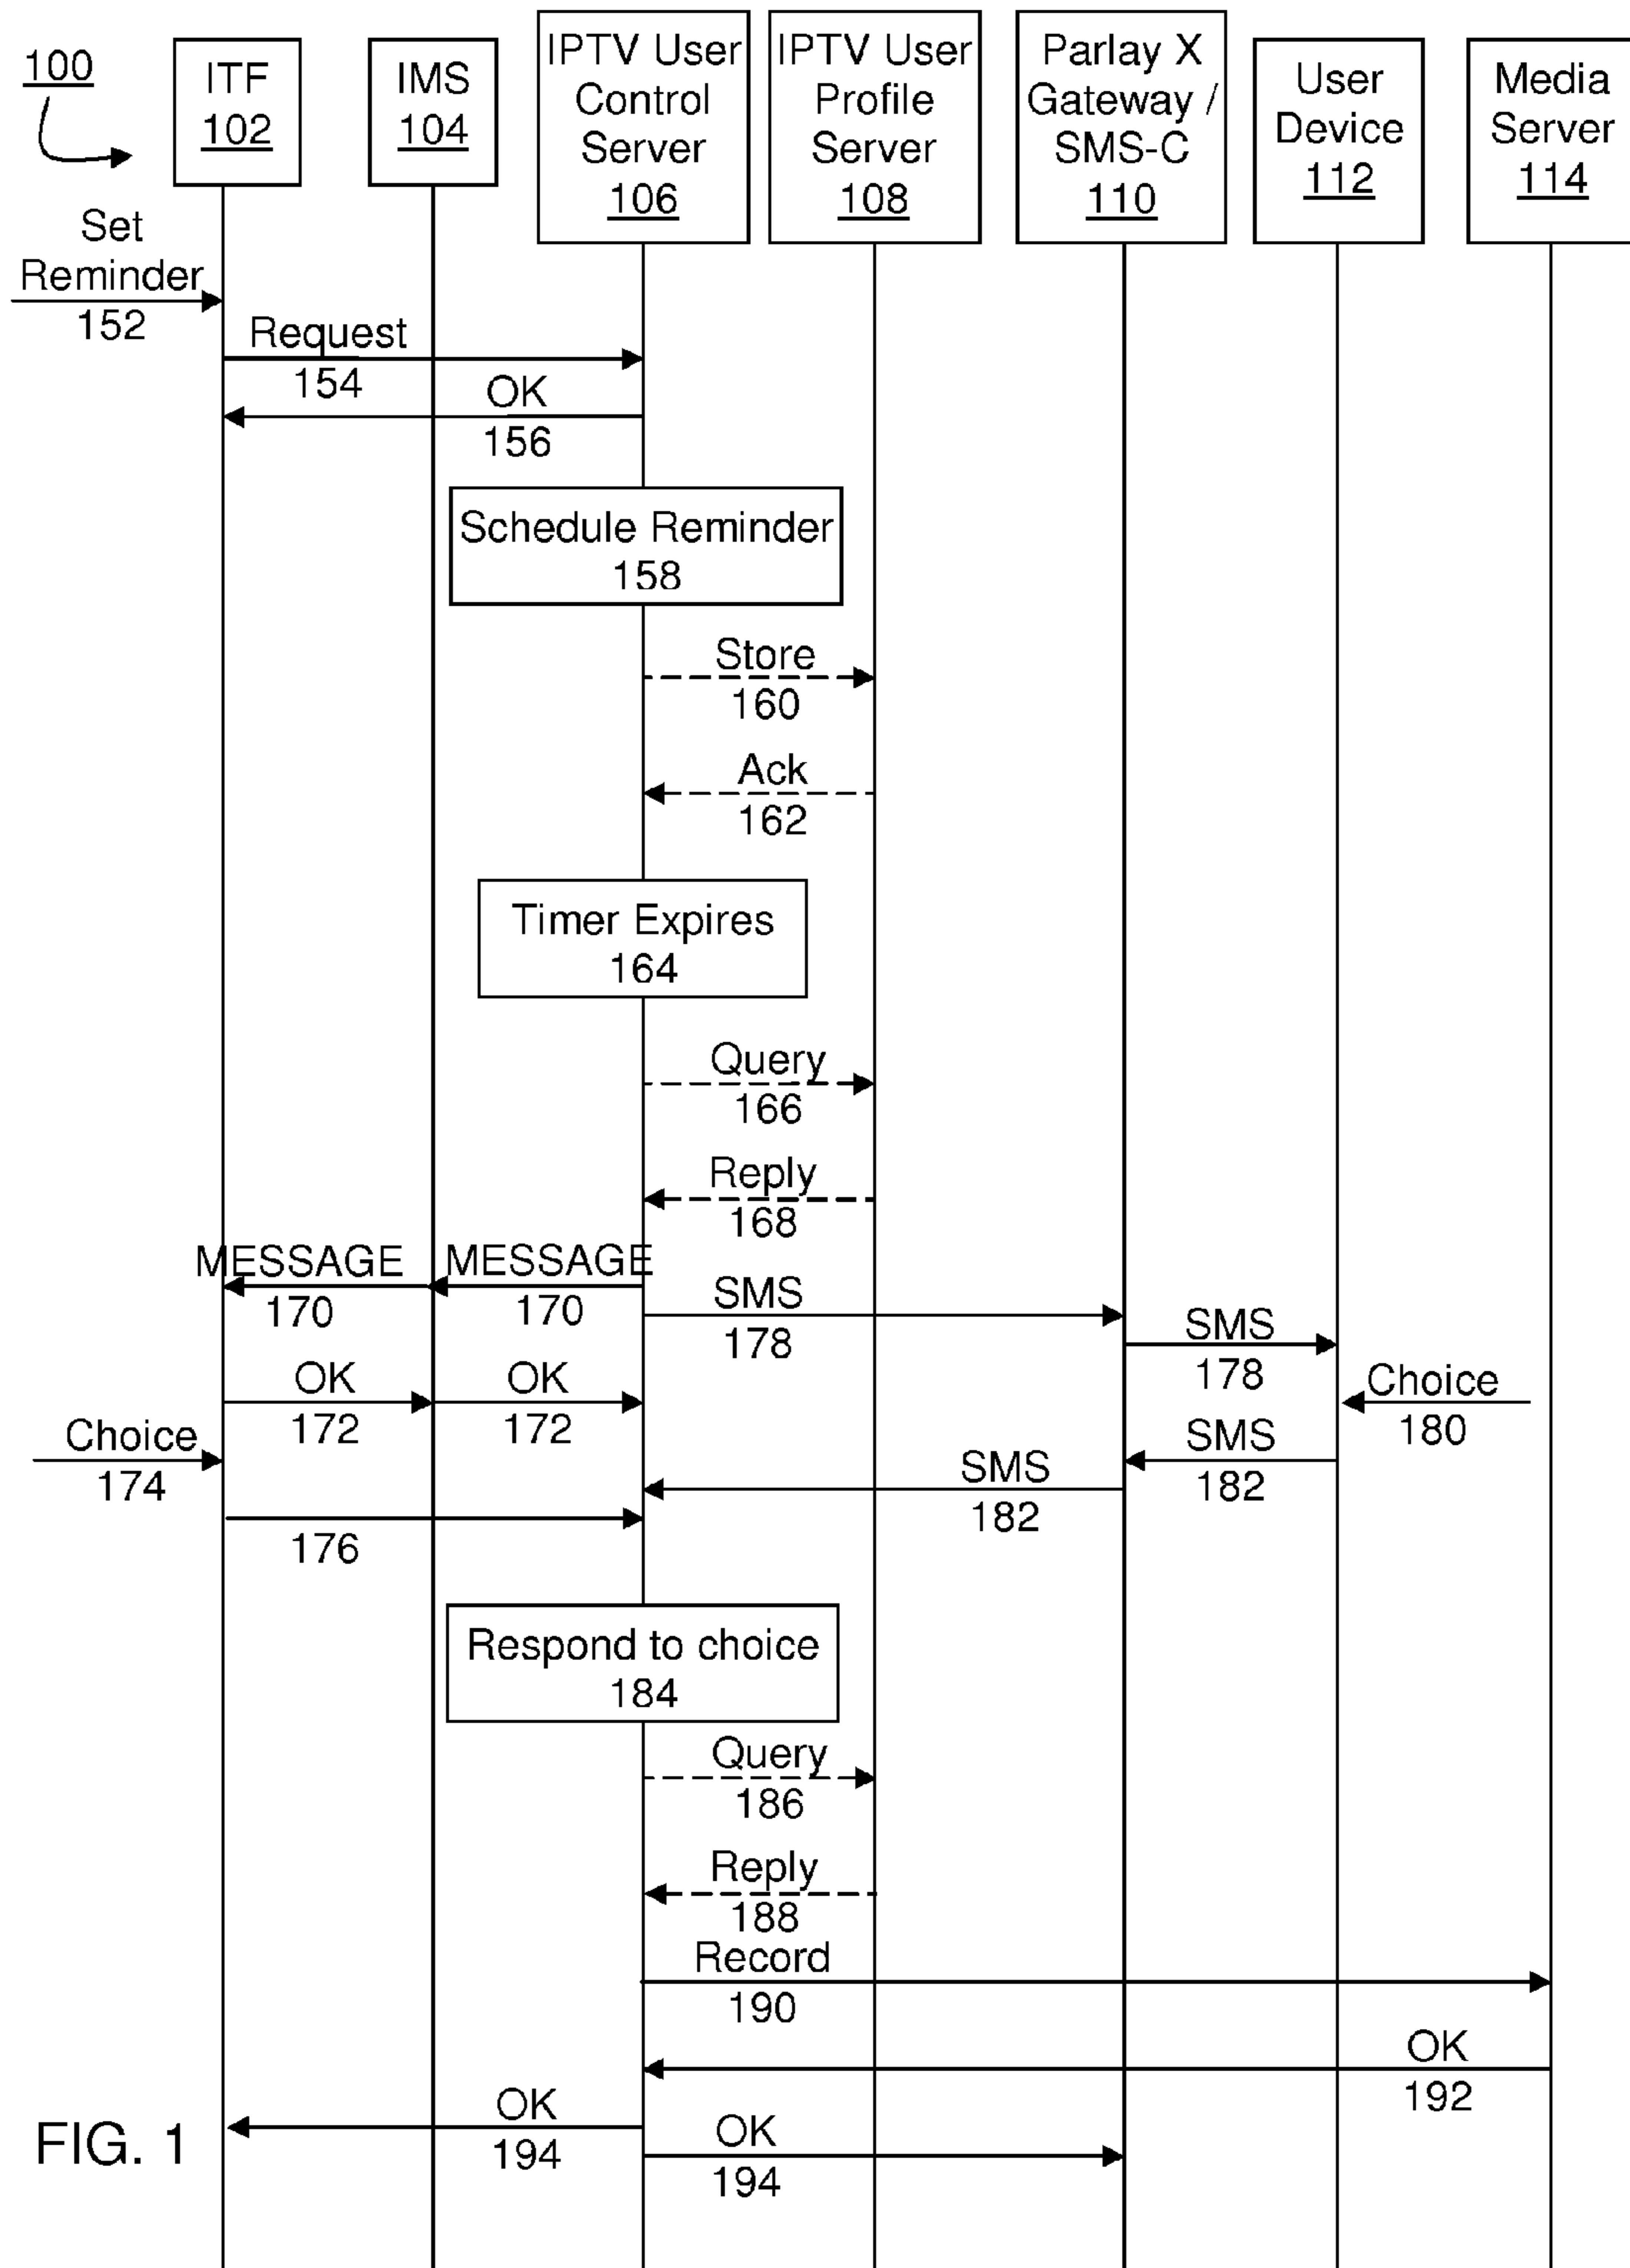 100
ITF
102
IMS
104
IPTV User
Control
Server
106
IPTV User
Profile
Server
108
Parlay X
Gateway /
SMS-C
110
User
Device
112
Media
Server
114
Set
Reminder
152
Request
154
OK
156
Schedule Reminder
158
Store
160
Ack
162
Timer Expires
164
Query
166
Reply
168
MESSAGE
170
MESSAGE
170
SMS
178
SMS
178
OK
172
OK
172
Choice
180
Choice
174
SMS
182
SMS
182
176
Respond to choice
184
Query
186
Reply
188
Record
190
OK
192
OK
194
OK
194
FIG. 1